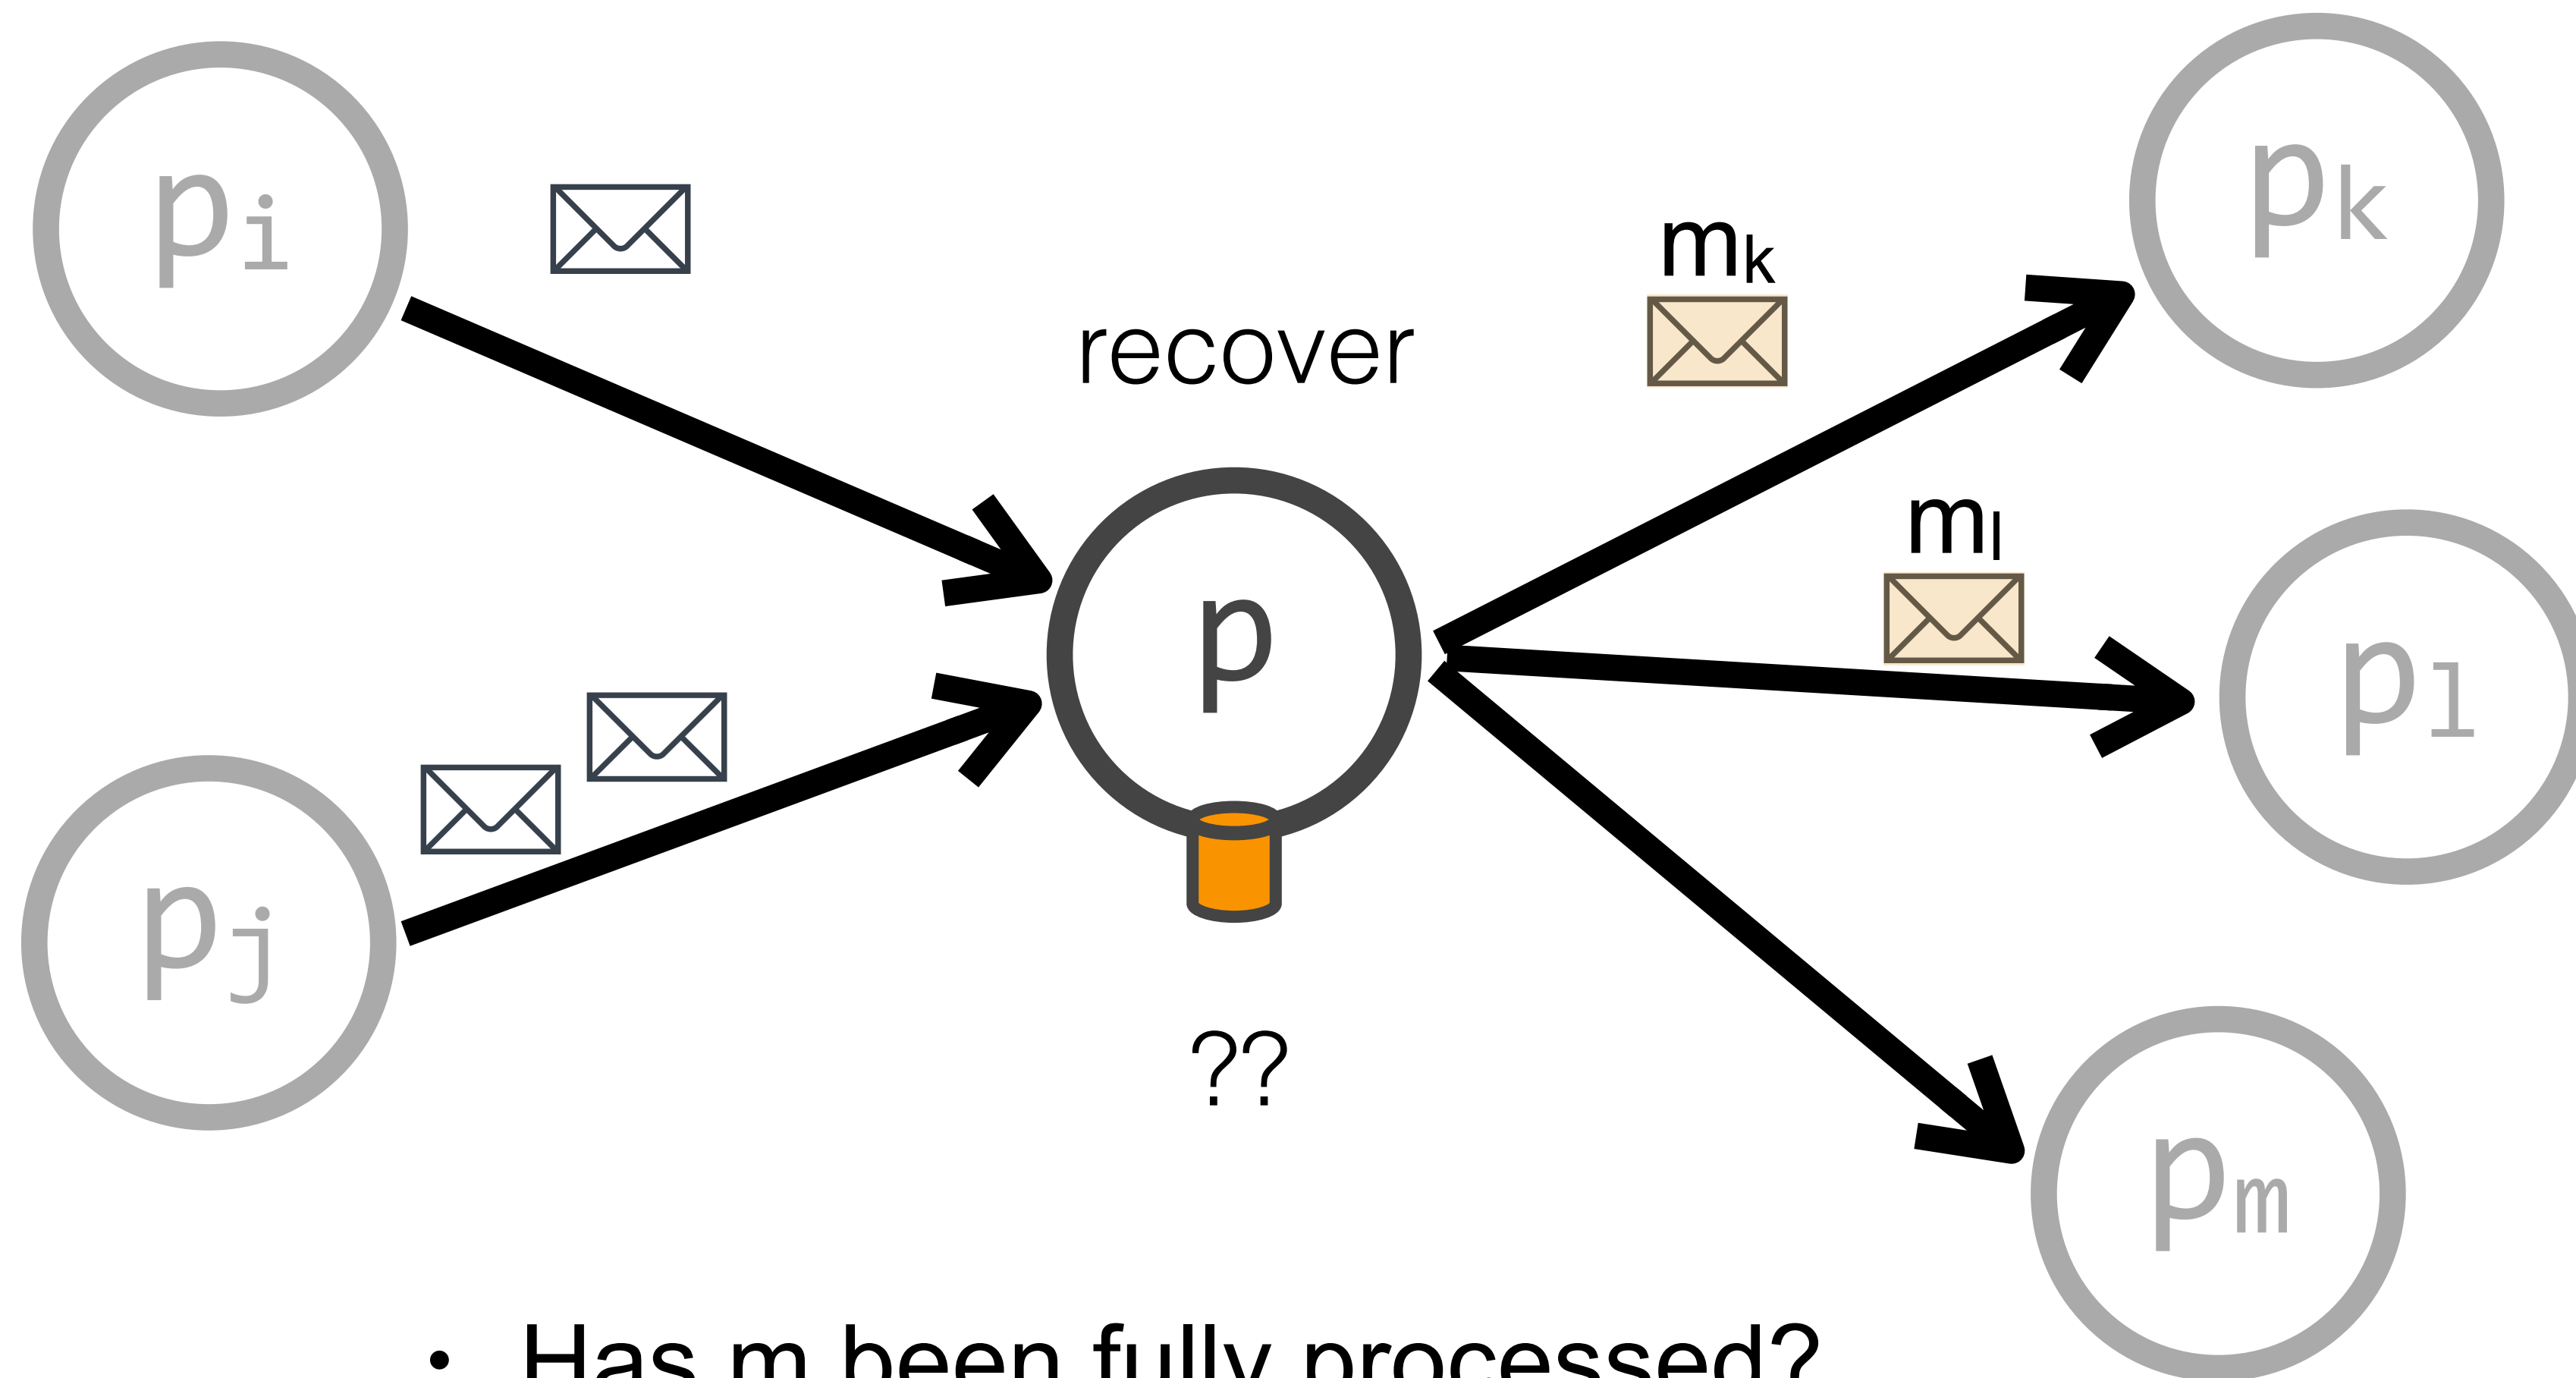 pi
pk
mk
recover
ml
p
pl
pj
??
pm
• Has m been fully processed?